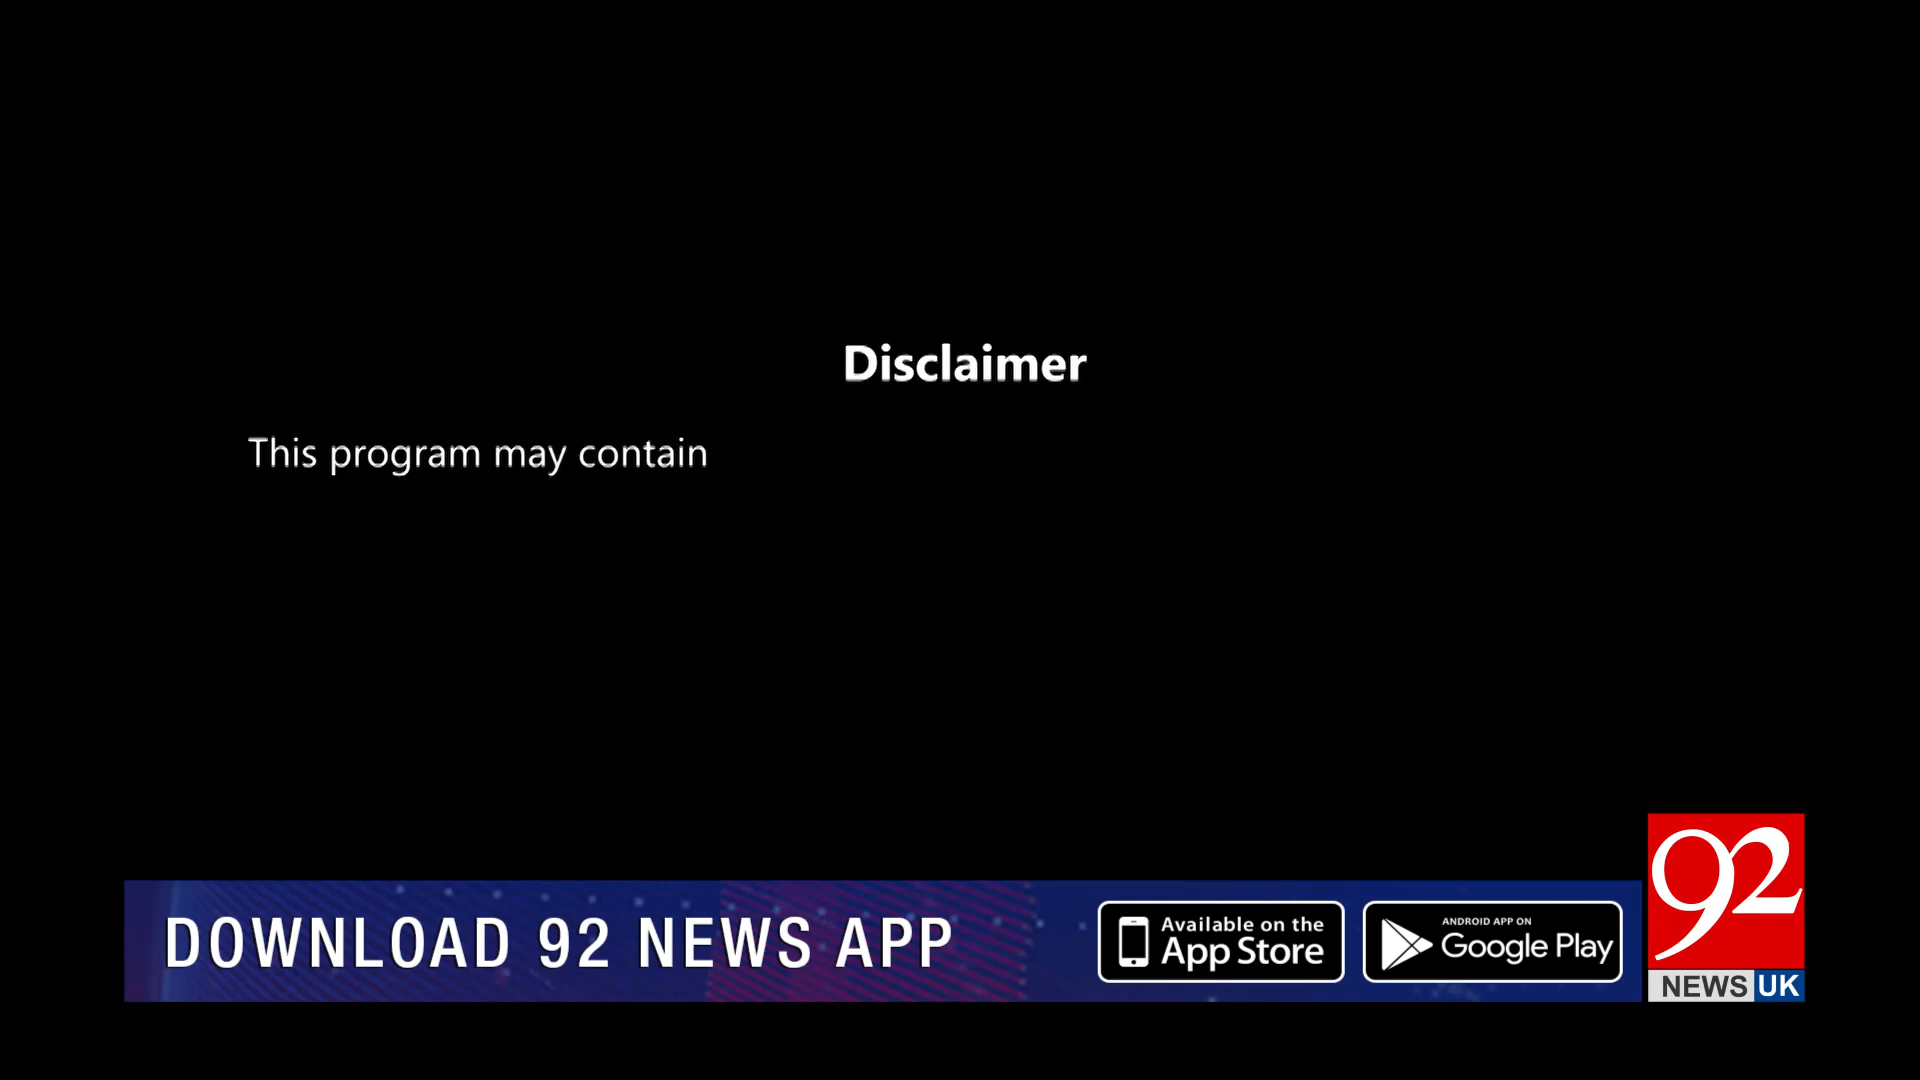 Disclaimer
This program may contain
DOWNLOAD 92 NEWS APP
Available on the
App Store
ANDROID APP ON
Google Play
92
NEWS UK